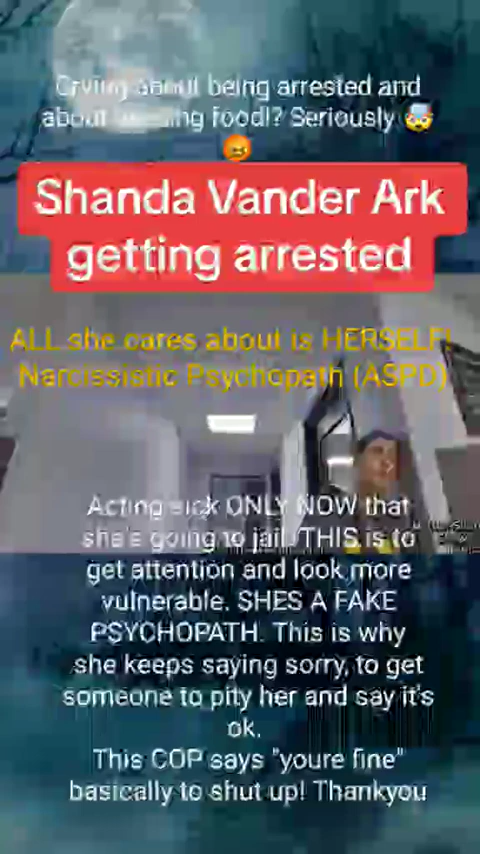 Crying about being arrested and
about needing food!? Seriously 🤯
😡
Shanda Vander Ark
getting arrested
ALL she cares about is HERSELF!
Narcissistic Psychopath (ASPD)
Acting sick ONLY NOW that
she's going to jail. THIS is to
get attention and look more
vulnerable. SHES A FAKE
PSYCHOPATH. This is why
she keeps saying sorry, to get
someone to pity her and say it's
ok.
This COP says "youre fine"
basically to shut up! Thankyou